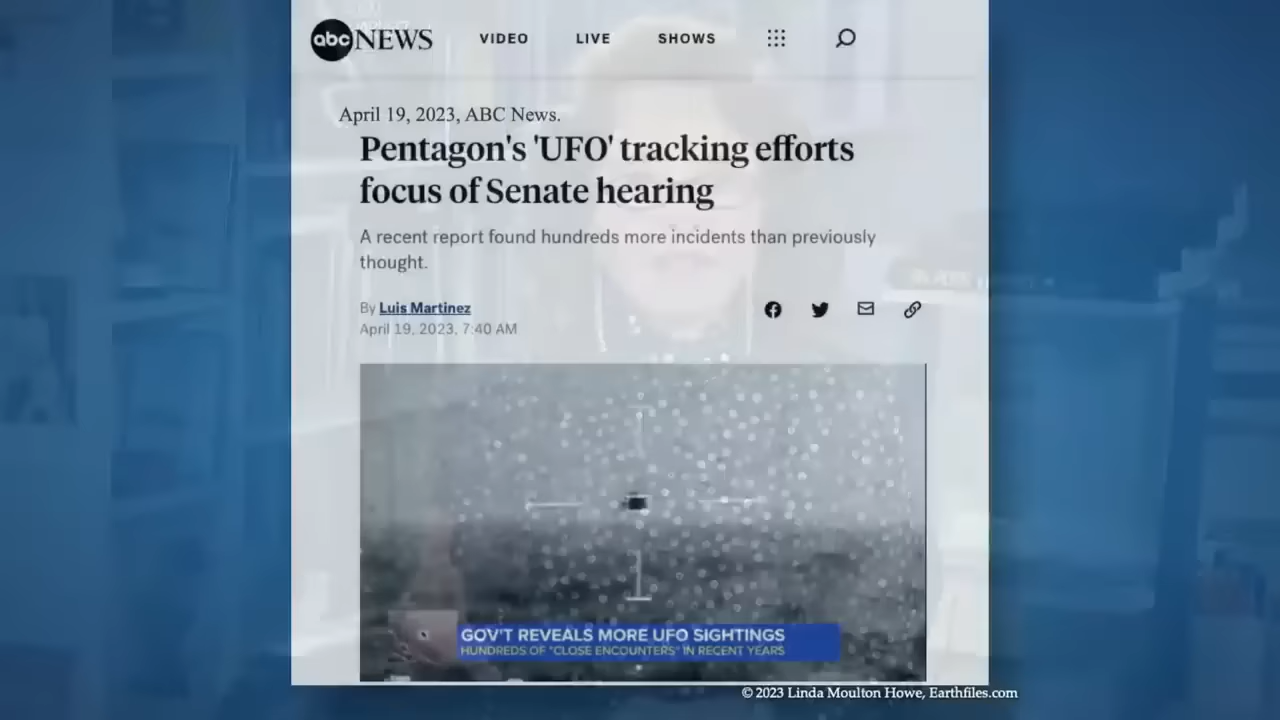 abc NEWS VIDEO LIVE SHOWS
April 19, 2023, ABC News.
Pentagon's 'UFO' tracking efforts
focus of Senate hearing
A recent report found hundreds more incidents than previously
thought.
By Luis Martinez
April 19, 2023, 7:40 AM
GOV'T REVEALS MORE UFO SIGHTINGS
HUNDREDS OF "CLOSE ENCOUNTERS" IN RECENT YEARS
© 2023 Linda Moulton Howe, Earthfiles.com